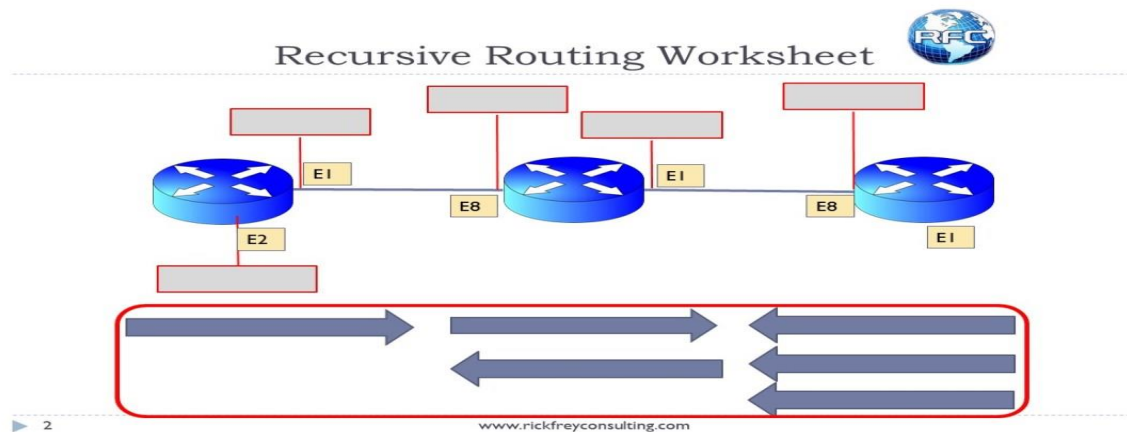 RFC
Recursive Routing Worksheet
E1
E1
E8
E8
E2
E1
2
www.rickfreyconsulting.com